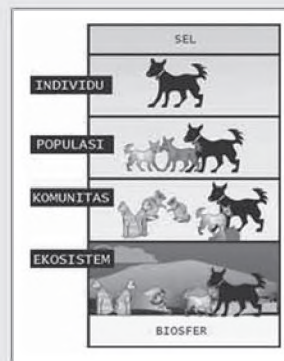 SEL
INDIVIDU
POPULASI
KOMUNITAS
EKOSISTEM
BIOSFER